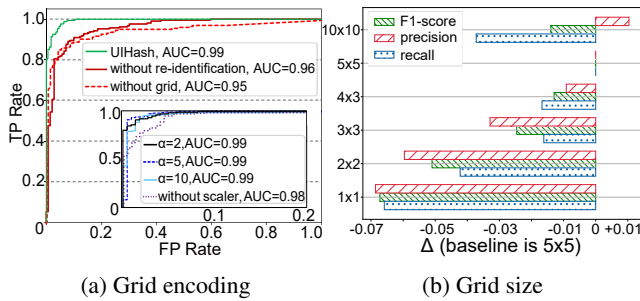 1.0
0.8
0.6
0.4
0.2
TP Rate
UIHash, AUC=0.99
without re-identification, AUC=0.96
without grid, AUC=0.95
1.0
0.5
0
α=2,AUC=0.99
α=5,AUC=0.99
α=10,AUC=0.99
without scaler,AUC=0.98
0.1
0.2
0
0.2
0.4
0.6
0.8
1.0
FP Rate
(a) Grid encoding
F1-score
precision
recall
10x10
5x5
4x3
3x3
2x2
1x1
-0.07
-0.05
-0.03
-0.01
0
+0.01
Δ (baseline is 5x5)
(b) Grid size